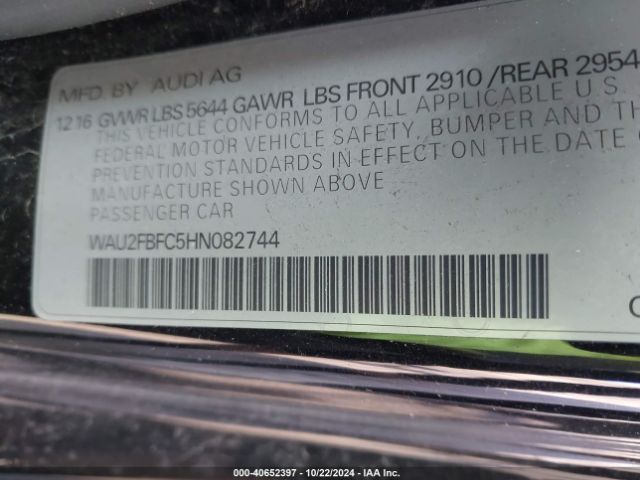 MFD. BY AUDI AG
12 16 GVWR LBS 5644 GAWR LBS FRONT 2910 /REAR 2954
THIS VEHICLE CONFORMS TO ALL APPLICABLE U.S.
FEDERAL MOTOR VEHICLE SAFETY, BUMPER AND
PREVENTION STANDARDS IN EFFECT ON THE DATE
MANUFACTURE SHOWN ABOVE
PASSENGER CAR
WAU2FBFC5HN082744
000-40652397 - 10/22/2024 - IAA Inc.